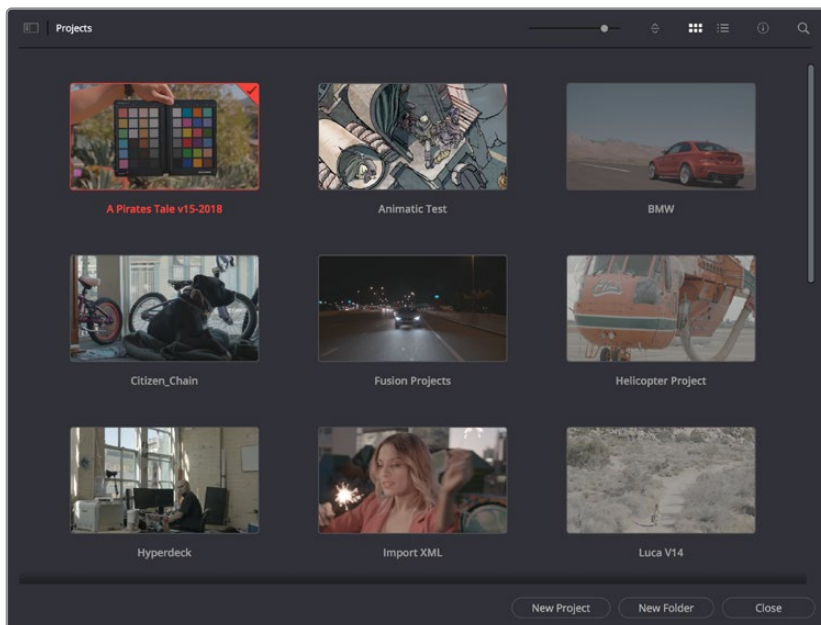 Projects
A Pirates Tale v15-2018
Animatic Test
BMW
Citizen_Chain
Fusion Projects
Helicopter Project
Hyperdeck
Import XML
Luca V14
New Project
New Folder
Close